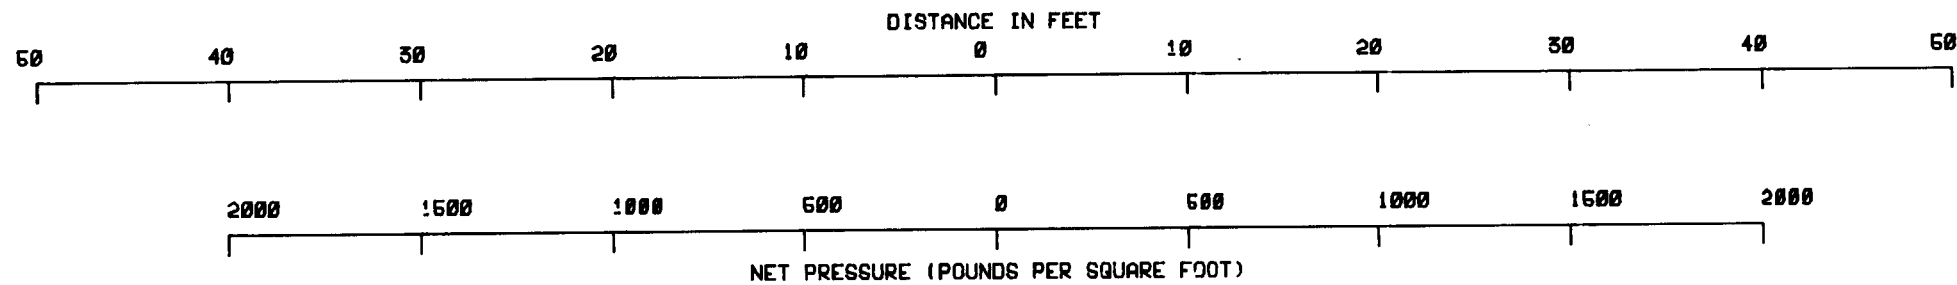 DISTANCE IN FEET
50 40 30 20 10 0 10 20 30 40 50
2000 1500 1000 500 0 500 1000 1500 2000
NET PRESSURE (POUNDS PER SQUARE FOOT)